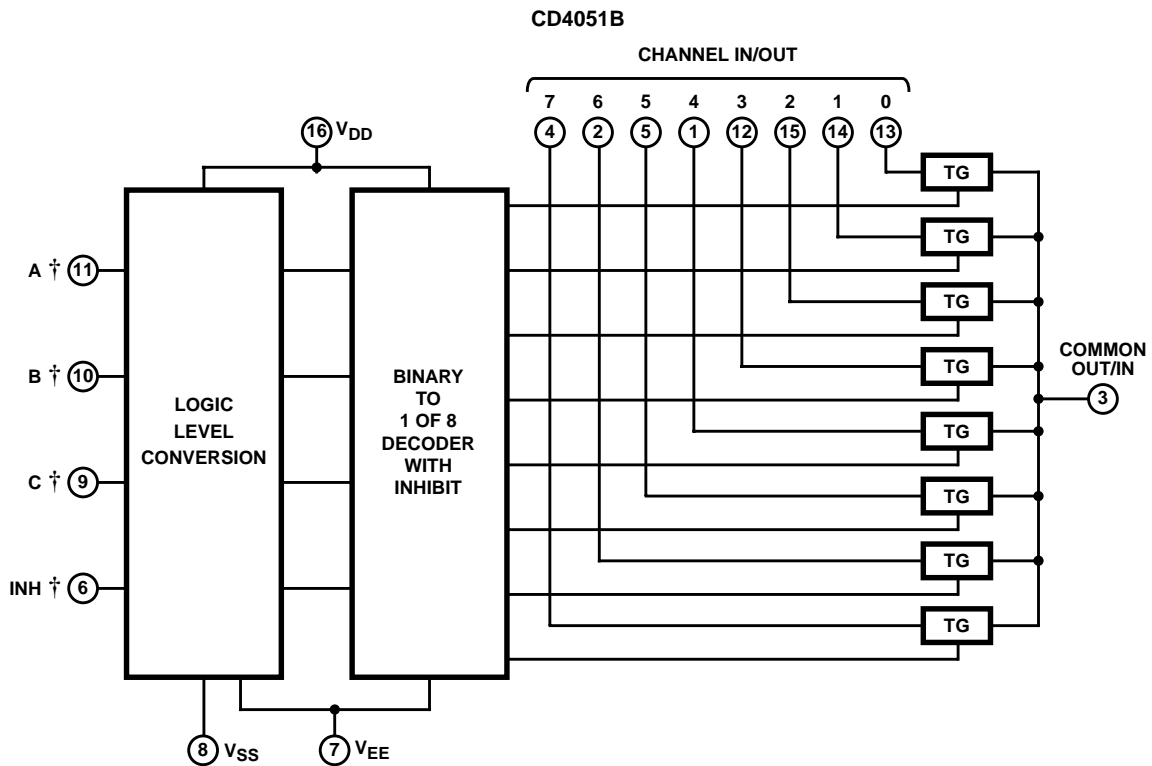 CD4051B
CHANNEL IN/OUT
7 6 5 4 3 2 1 0
4 2 5 1 12 15 14 13
16 VDD
TG
TG
TG
TG
TG
TG
TG
TG
A † 11
B † 10
C † 9
INH † 6
LOGIC
LEVEL
CONVERSION
BINARY
TO
1 OF 8
DECODER
WITH
INHIBIT
COMMON
OUT/IN
3
8 VSS
7 VEE